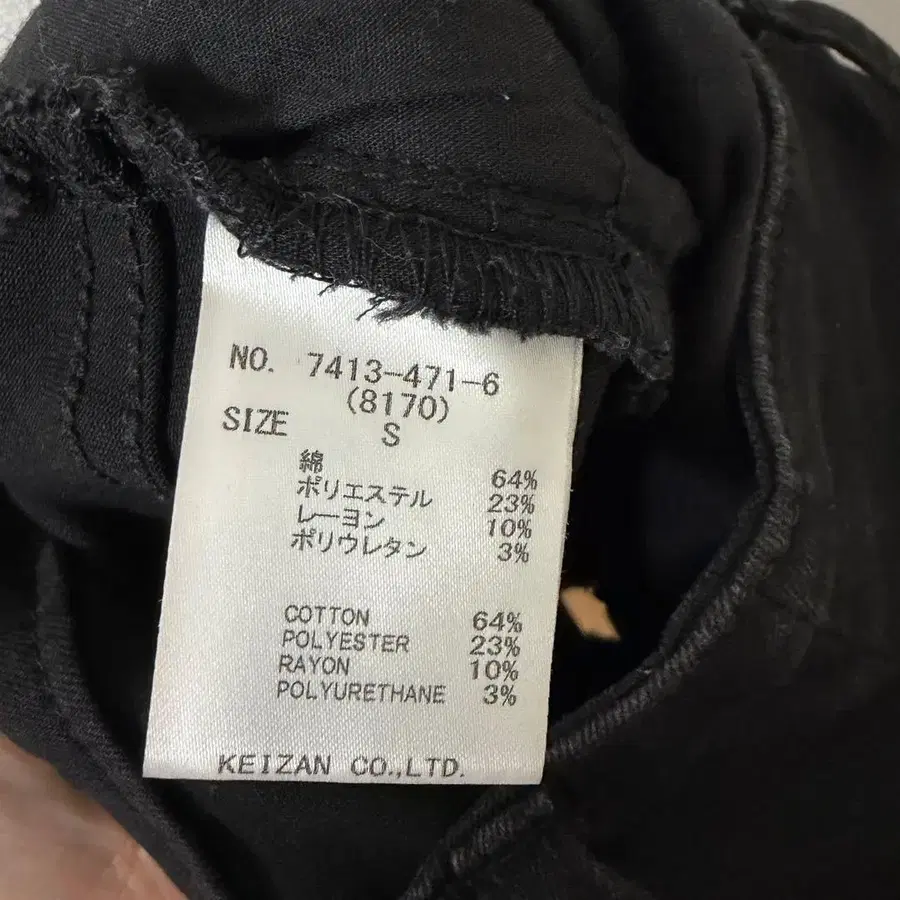 NO. 7413-471-6
(8170)
SIZE S
綿 64%
ポリエステル 23%
レーヨン 10%
ポリウレタン 3%
COTTON 64%
POLYESTER 23%
RAYON 10%
POLYURETHANE 3%
KEIZAN CO.,LTD.